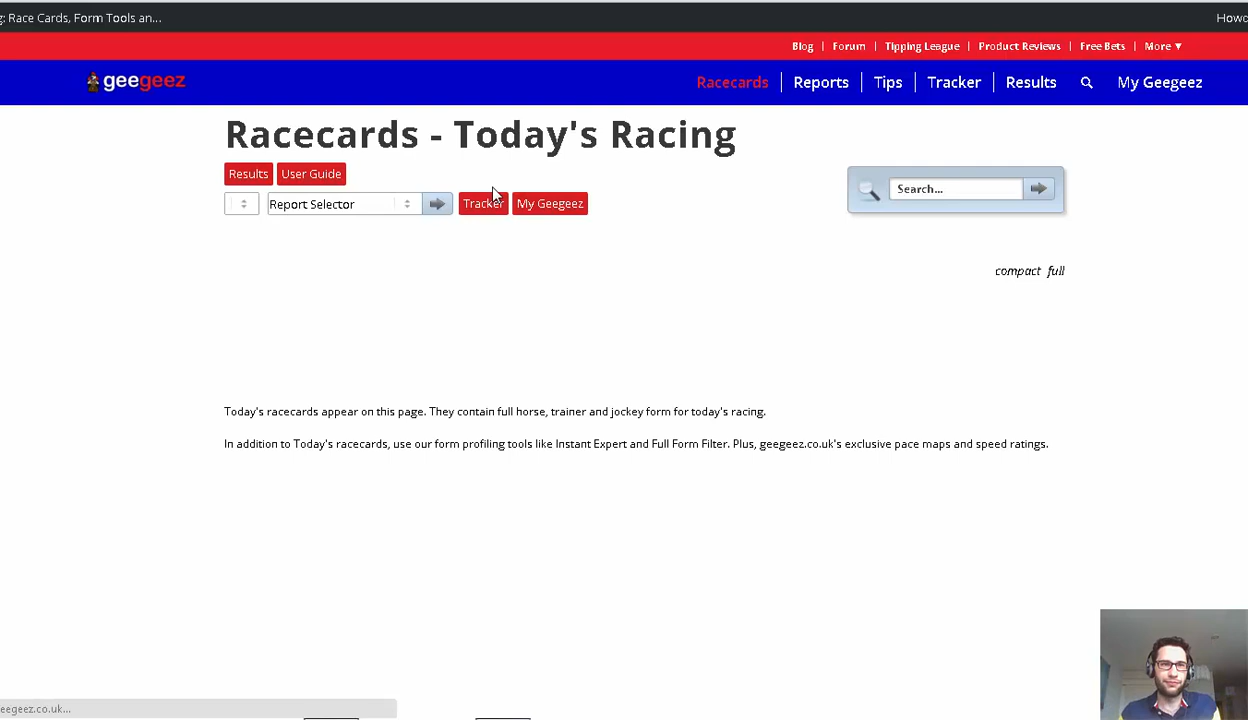 g: Race Cards, Form Tools an...
Howd
Blog | Forum | Tipping League | Product Reviews | Free Bets | More ▼
geegeez
Racecards | Reports | Tips | Tracker | Results My Geegeez
Racecards - Today's Racing
Results User Guide
Report Selector Tracker My Geegeez
Search...
compact full
Today's racecards appear on this page. They contain full horse, trainer and jockey form for today's racing.
In addition to Today's racecards, use our form profiling tools like Instant Expert and Full Form Filter. Plus, geegeez.co.uk's exclusive pace maps and speed ratings.
eegeez.co.uk...